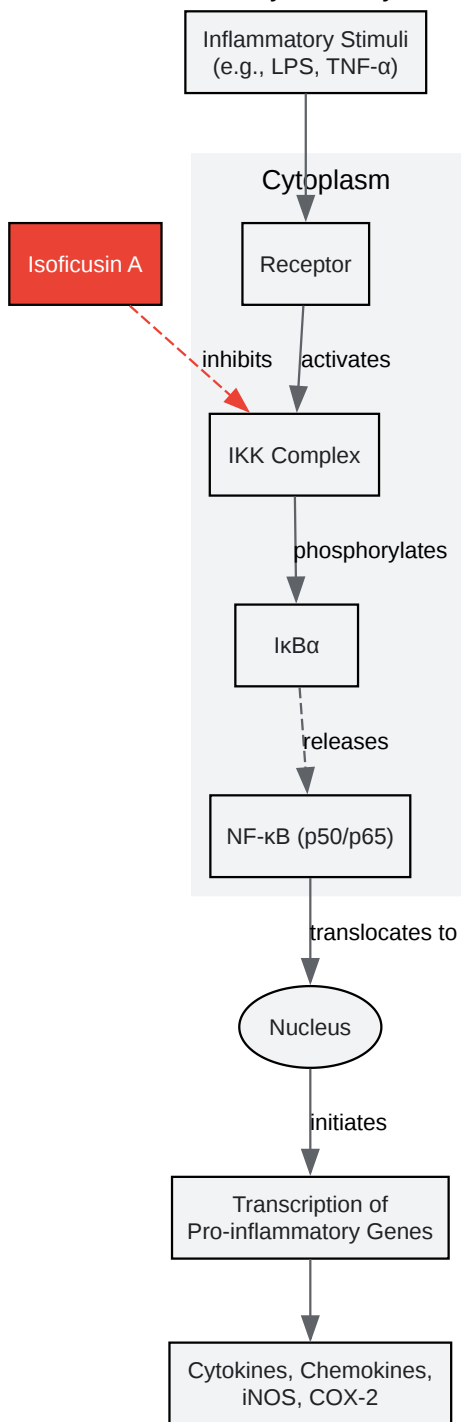 Inflammatory Stimuli
(e.g., LPS, TNF-α)
Cytoplasm
Isoficusin A
Receptor
inhibits
activates
IKK Complex
phosphorylates
IκBα
releases
NF-κB (p50/p65)
translocates to
Nucleus
initiates
Transcription of
Pro-inflammatory Genes
Cytokines, Chemokines,
iNOS, COX-2